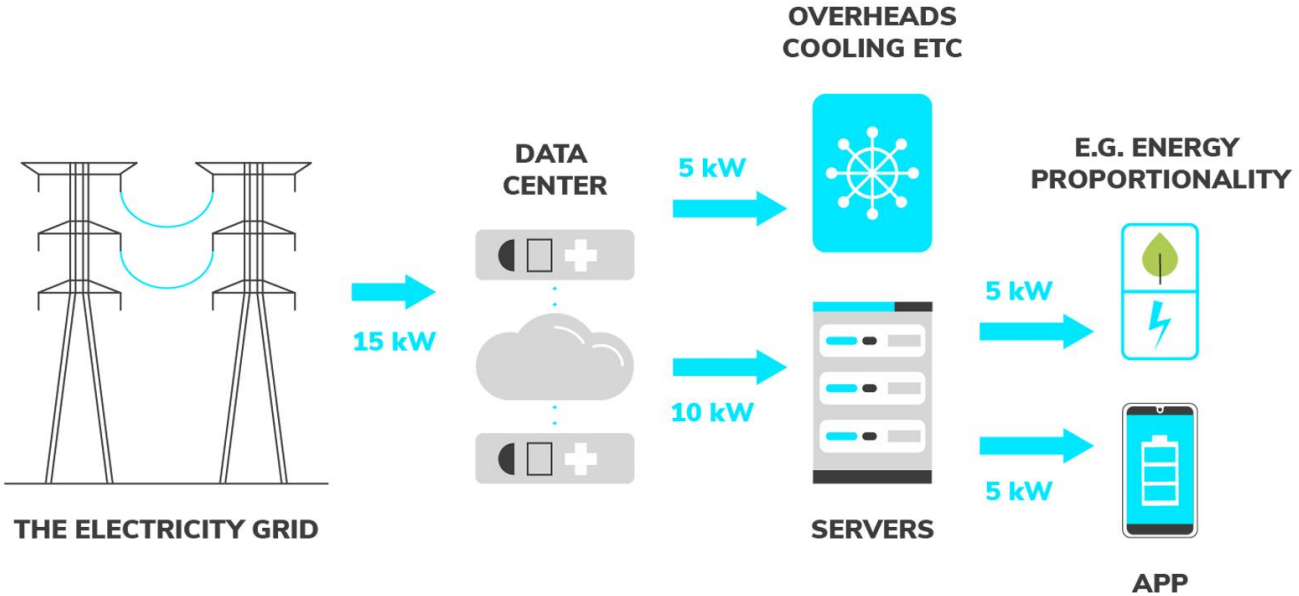 THE ELECTRICITY GRID
15 kW
DATA
CENTER
5 kW
10 kW
OVERHEADS
COOLING ETC
SERVERS
5 kW
5 kW
E.G. ENERGY
PROPORTIONALITY
APP